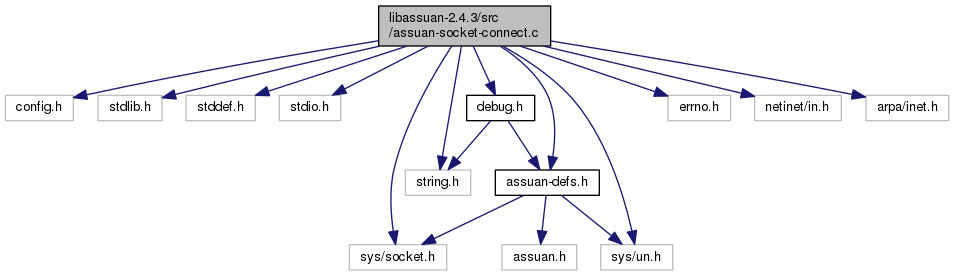 libassuan-2.4.3/src
/assuan-socket-connect.c
config.h
stdlib.h
stddef.h
stdio.h
debug.h
errno.h
netinet/in.h
arpa/inet.h
string.h
assuan-defs.h
sys/socket.h
assuan.h
sys/un.h